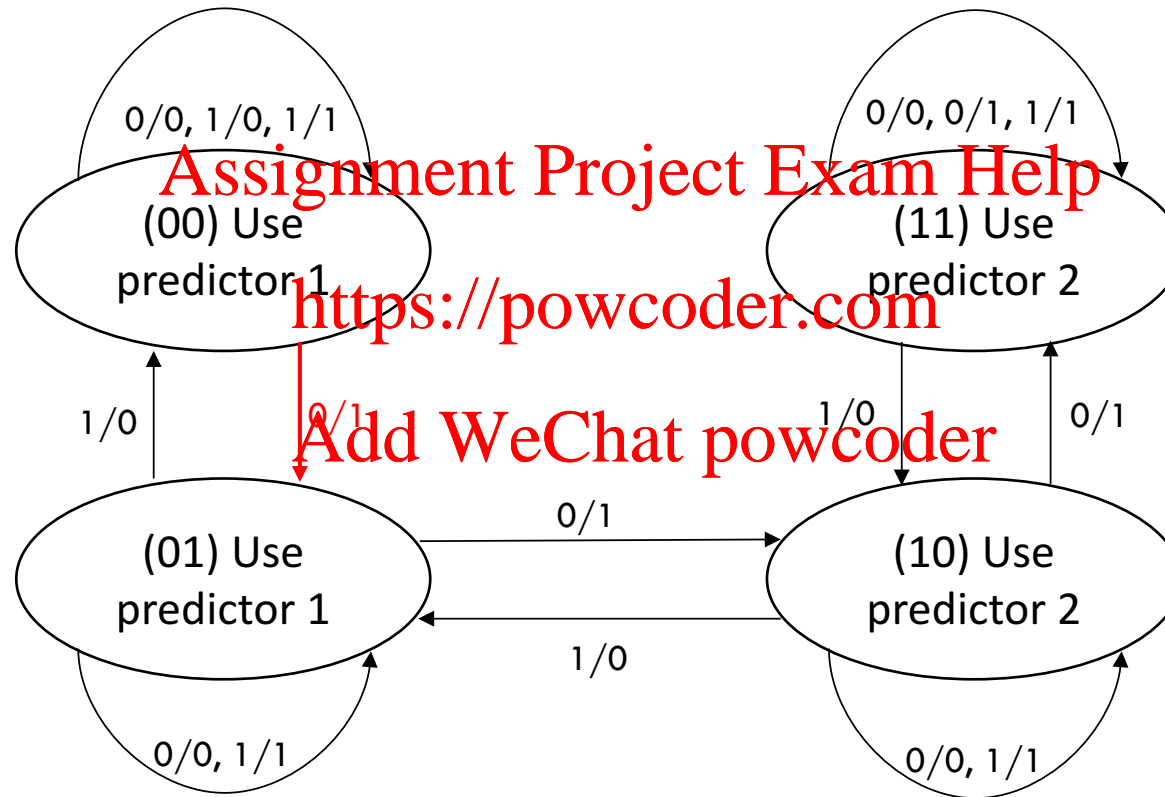 0/0, 1/0, 1/1
0/0, 0/1, 1/1
Assignment Project Exam Help
(00) Use
predictor 1
(11) Use
predictor 2
https://powcoder.com
1/0
0/1
1/0
0/1
Add WeChat powcoder
0/1
(01) Use
predictor 1
(10) Use
predictor 2
1/0
0/0, 1/1
0/0, 1/1